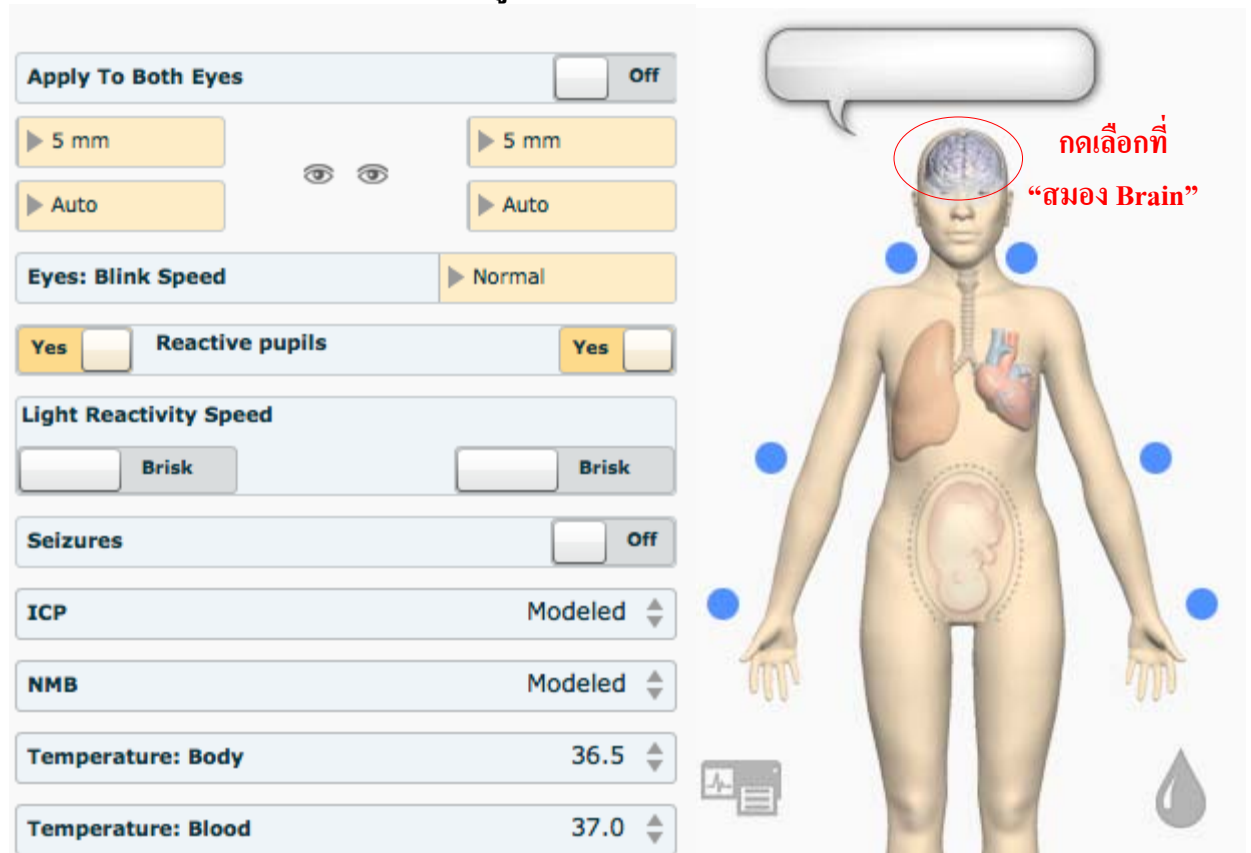 Apply To Both Eyes Off
5 mm 5 mm
Auto Auto
Eyes: Blink Speed Normal
Yes Reactive pupils Yes
Light Reactivity Speed
Brisk Brisk
Seizures Off
ICP Modeled
NMB Modeled
Temperature: Body 36.5
Temperature: Blood 37.0
กดเลือกที่
“สมอง Brain”